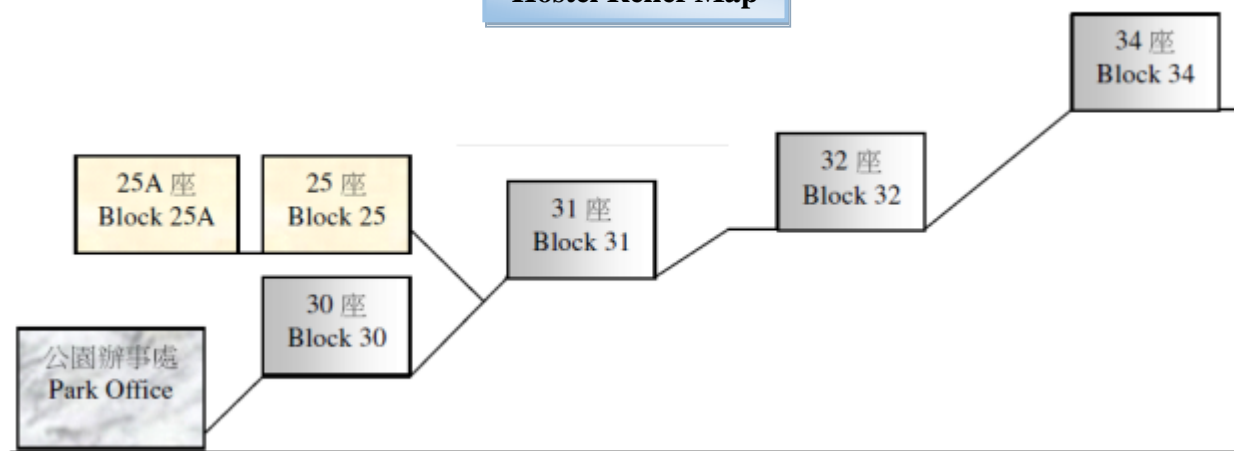 Hostel Relief Map
34 座
Block 34
32 座
Block 32
25A 座
Block 25A
25 座
Block 25
31 座
Block 31
30 座
Block 30
公園辦事處
Park Office